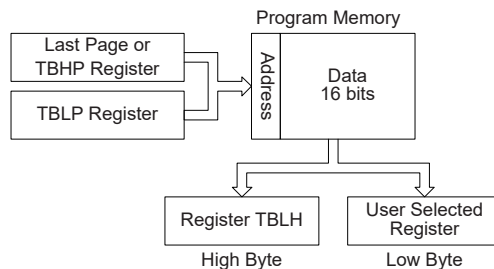 Program Memory
Last Page or
TBHP Register
TBLP Register
Address
Data
16 bits
Register TBLH
User Selected
Register
High Byte
Low Byte